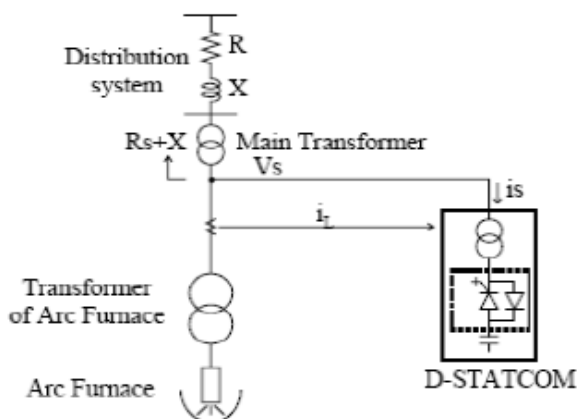 R
Distribution
system
X
Rs+X
Main Transformer
Vs
is
iL
Transformer
of Arc Furnace
D-STATCOM
Arc Furnace